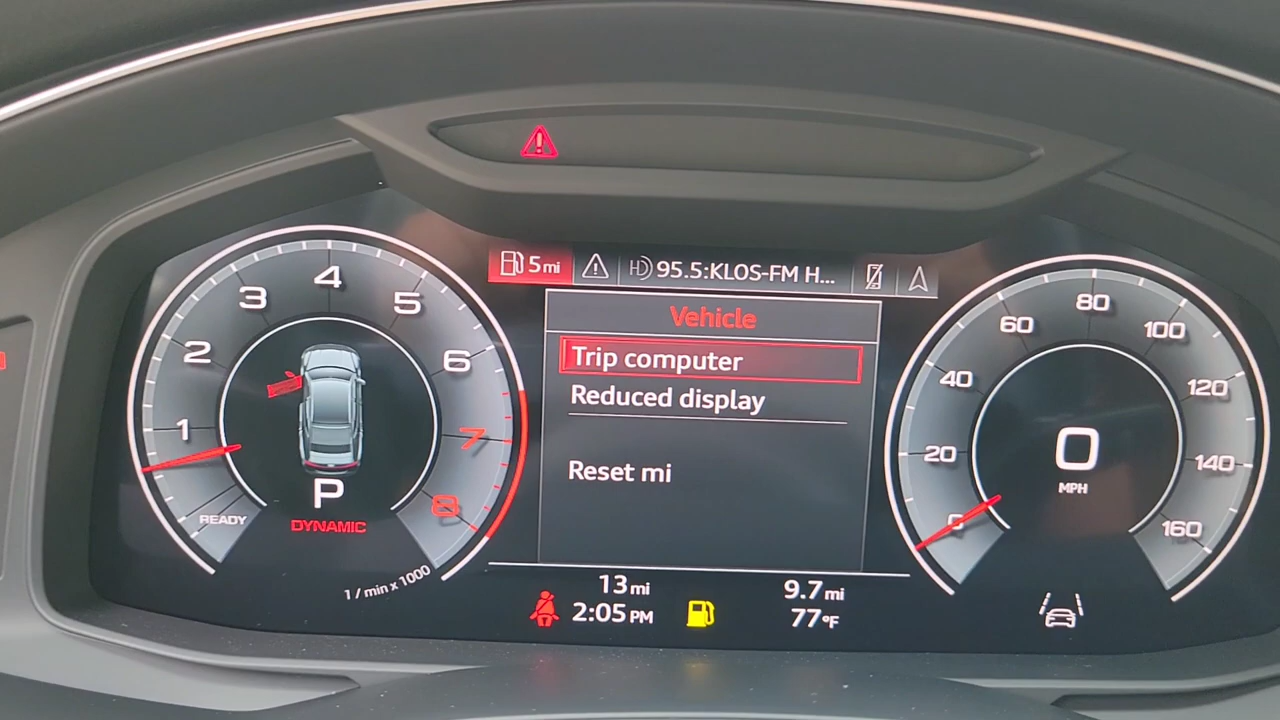 5 mi
HD 95.5:KLOS-FM H...
Vehicle
Trip computer
Reduced display
Reset mi
1
2
3
4
5
6
7
8
READY
P
DYNAMIC
1 / min x 1000
0
20
40
60
80
100
120
140
160
0
MPH
13 mi
9.7 mi
2:05 PM
77 °F